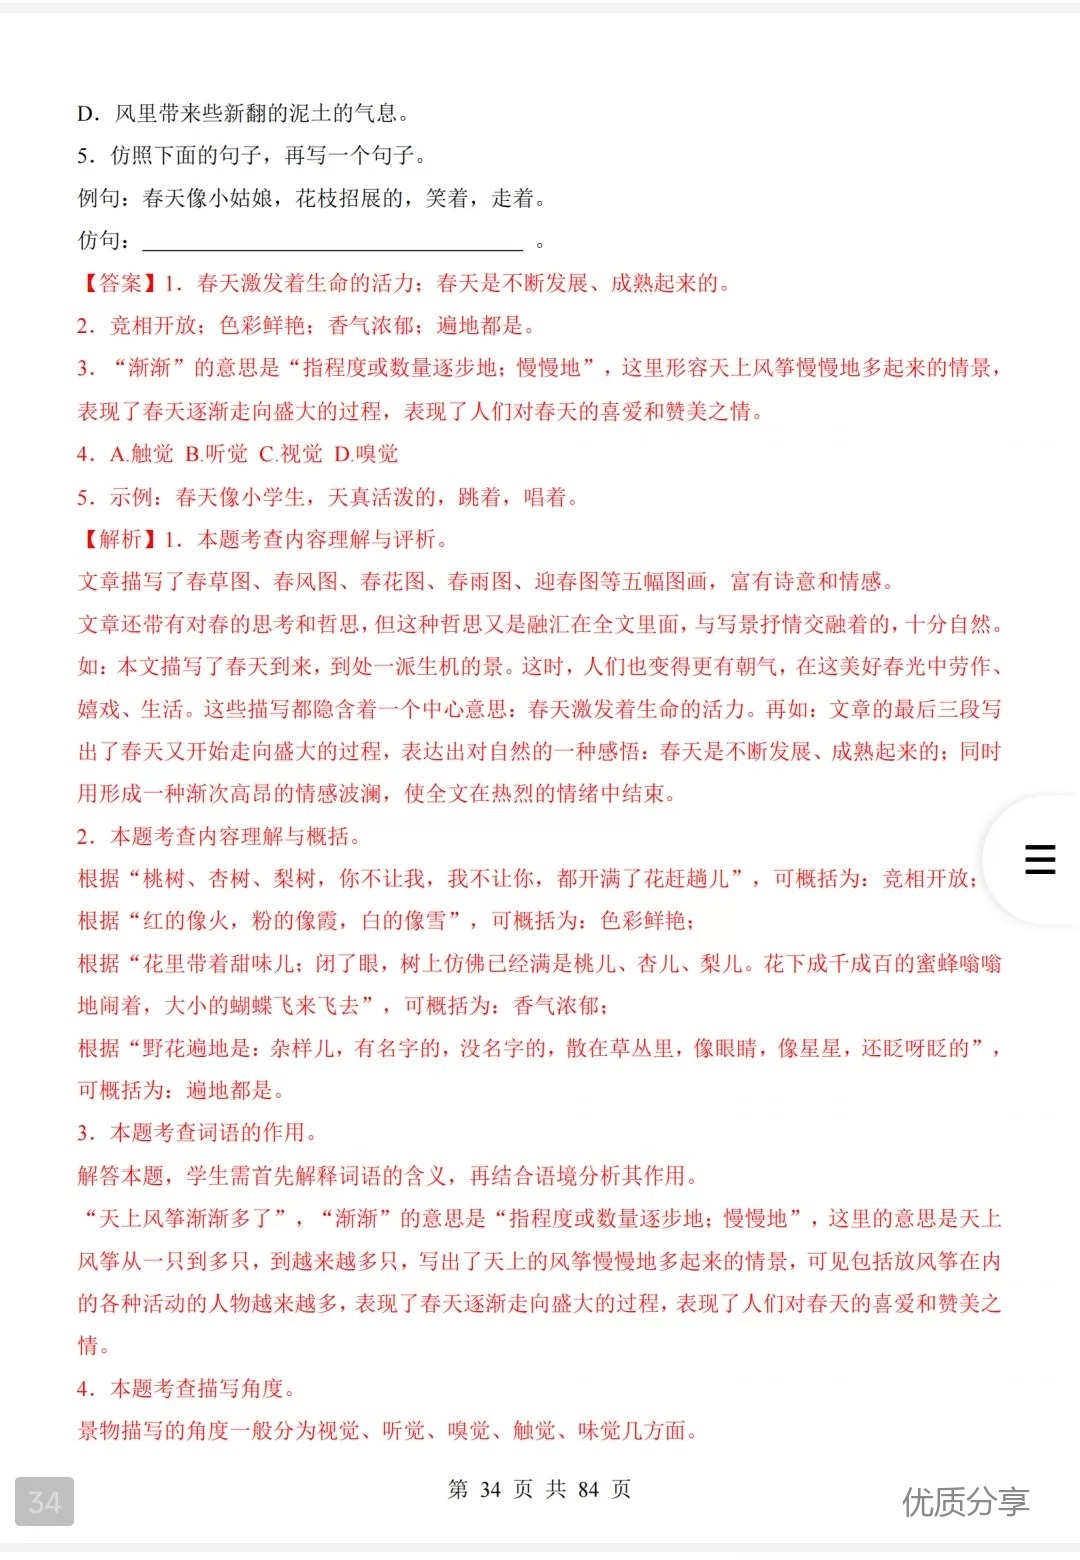 D．风里带来些新翻的泥土的气息。
5．仿照下面的句子，再写一个句子。
例句：春天像小姑娘，花枝招展的，笑着，走着。
仿句：___________________________________ 。
【答案】1．春天激发着生命的活力；春天是不断发展、成熟起来的。
2．竞相开放；色彩鲜艳；香气浓郁；遍地都是。
3．“渐渐”的意思是“指程度或数量逐步地；慢慢地”，这里形容天上风筝慢慢地多起来的情景，
表现了春天逐渐走向盛大的过程，表现了人们对春天的喜爱和赞美之情。
4．A.触觉 B.听觉 C.视觉 D.嗅觉
5．示例：春天像小学生，天真活泼的，跳着，唱着。
【解析】1．本题考查内容理解与评析。
文章描写了春草图、春风图、春花图、春雨图、迎春图等五幅图画，富有诗意和情感。
文章还带有对春的思考和哲思，但这种哲思又是融汇在全文里面，与写景抒情交融着的，十分自然。
如：本文描写了春天到来，到处一派生机的景。这时，人们也变得更有朝气，在这美好春光中劳作、
嬉戏、生活。这些描写都隐含着一个中心意思：春天激发着生命的活力。再如：文章的最后三段写
出了春天又开始走向盛大的过程，表达出对自然的一种感悟：春天是不断发展、成熟起来的；同时
用形成一种渐次高昂的情感波澜，使全文在热烈的情绪中结束。
2．本题考查内容理解与概括。
根据“桃树、杏树、梨树，你不让我，我不让你，都开满了花赶趟儿”，可概括为：竞相开放；
根据“红的像火，粉的像霞，白的像雪”，可概括为：色彩鲜艳；
根据“花里带着甜味儿；闭了眼，树上仿佛已经满是桃儿、杏儿、梨儿。花下成千成百的蜜蜂嗡嗡
地闹着，大小的蝴蝶飞来飞去”，可概括为：香气浓郁；
根据“野花遍地是：杂样儿，有名字的，没名字的，散在草丛里，像眼睛，像星星，还眨呀眨的”，
可概括为：遍地都是。
3．本题考查词语的作用。
解答本题，学生需首先解释词语的含义，再结合语境分析其作用。
“天上风筝渐渐多了”，“渐渐”的意思是“指程度或数量逐步地；慢慢地”，这里的意思是天上
风筝从一只到多只，到越来越多只，写出了天上的风筝慢慢地多起来的情景，可见包括放风筝在内
的各种活动的人物越来越多，表现了春天逐渐走向盛大的过程，表现了人们对春天的喜爱和赞美之
情。
4．本题考查描写角度。
景物描写的角度一般分为视觉、听觉、嗅觉、触觉、味觉几方面。
第 34 页 共 84 页
34
优质分享